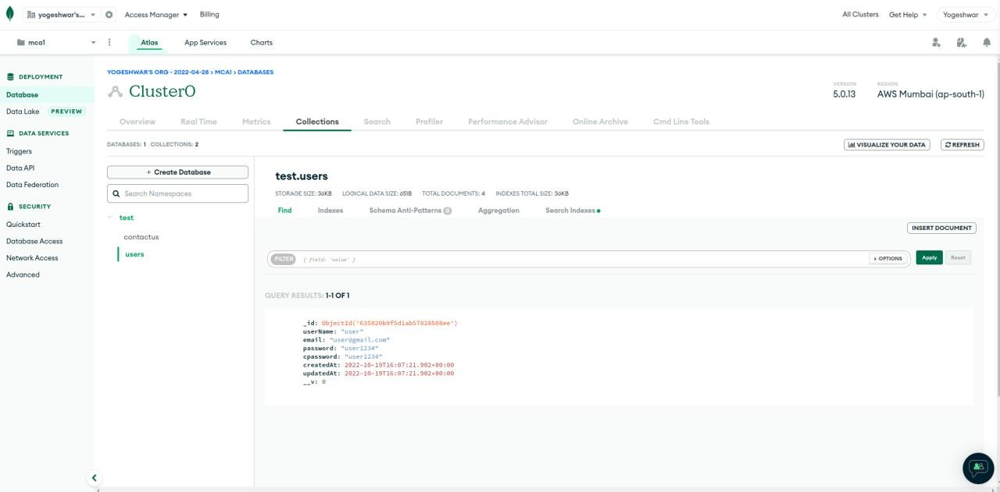 yogeshwar's... Access Manager Billing All Clusters Get Help Yogeshwar
mca1 Atlas App Services Charts
DEPLOYMENT
Database
Data Lake PREVIEW
DATA SERVICES
Triggers
Data API
Data Federation
SECURITY
Quickstart
Database Access
Network Access
Advanced
YOGESHWAR'S ORG - 2022-04-28 > MCA1 > DATABASES
Cluster0
VERSION
5.0.13
REGION
AWS Mumbai (ap-south-1)
Overview Real Time Metrics Collections Search Profiler Performance Advisor Online Archive Cmd Line Tools
DATABASES: 1 COLLECTIONS: 2
VISUALIZE YOUR DATA REFRESH
+ Create Database
Search Namespaces
test
contactus
users
test.users
STORAGE SIZE: 36KB LOGICAL DATA SIZE: 651B TOTAL DOCUMENTS: 4 INDEXES TOTAL SIZE: 36KB
Find Indexes Schema Anti-Patterns 0 Aggregation Search Indexes
INSERT DOCUMENT
FILTER { field: 'value' } OPTIONS Apply Reset
QUERY RESULTS: 1-1 OF 1
_id: ObjectId('635020b9f5d1ab57828508ee')
userName: "user"
email: "user@gmail.com"
password: "user1234"
cpassword: "user1234"
createdAt: 2022-10-19T16:07:21.902+00:00
updatedAt: 2022-10-19T16:07:21.902+00:00
__v: 0